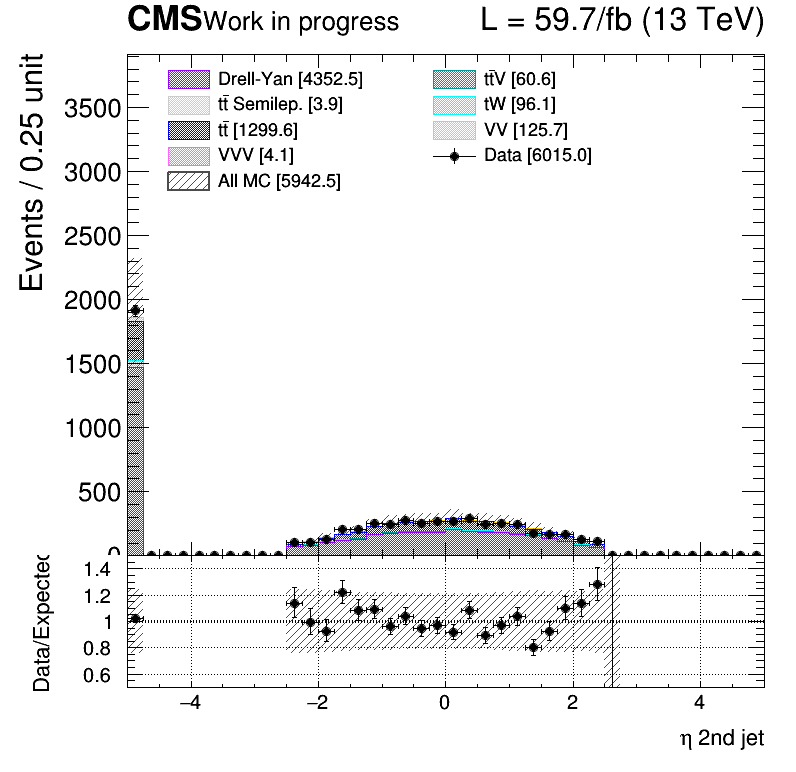 CMS Work in progress L = 59.7/fb (13 TeV)
Events / 0.25 unit
Drell-Yan [4352.5]
tt̄ Semilep. [3.9]
tt̄ [1299.6]
VVV [4.1]
All MC [5942.5]
tt̄V [60.6]
tW [96.1]
VV [125.7]
Data [6015.0]
3500
3000
2500
2000
1500
1000
500
0
Data/Expected
1.4
1.2
1
0.8
0.6
−4 −2 0 2 4
η 2nd jet